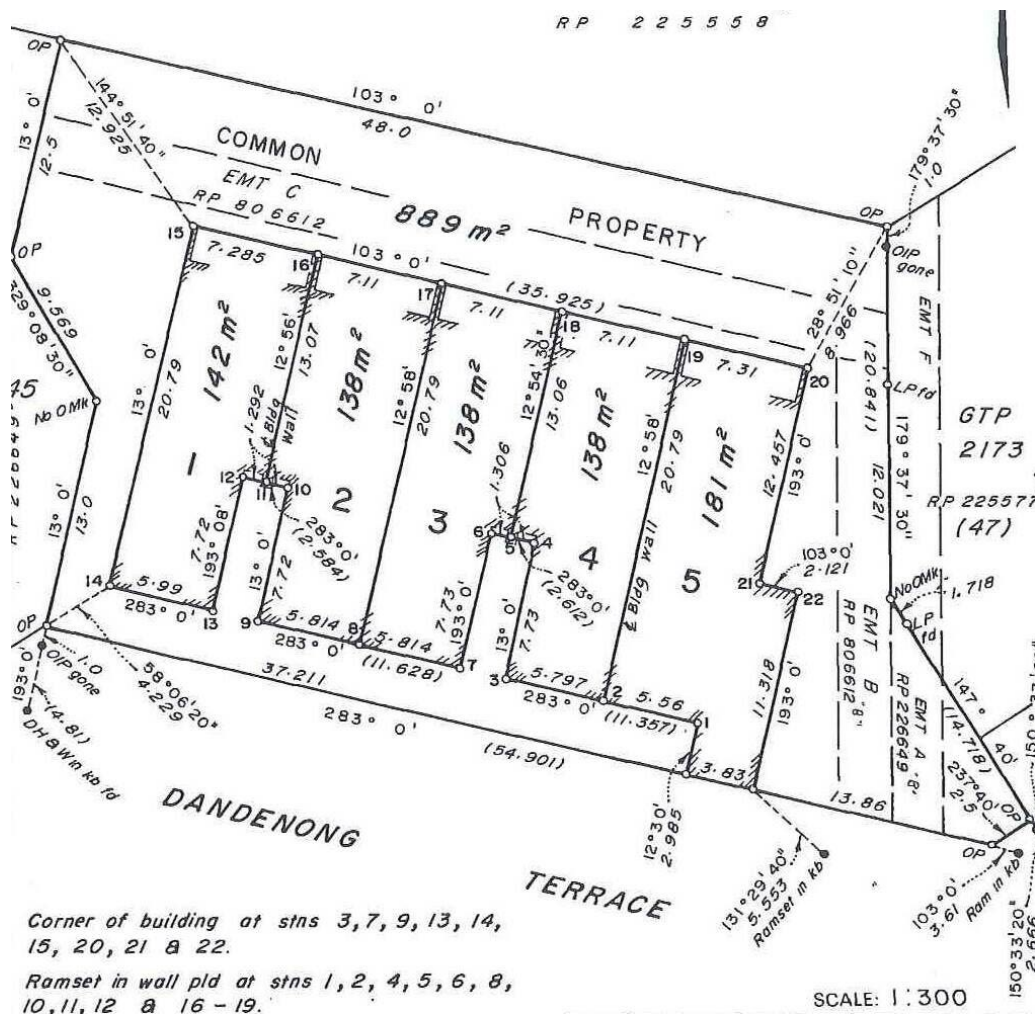 RP 225558
OP
144° 51' 40"
12.925
103° 0'
48.0
13° 0'
12.5
COMMON
EMT C
RP 806612
889 m²
PROPERTY
179° 37' 30"
1.0
OP
OIP
gone
28° 51' 10"
8.966
EMT F
15
7.285
16
103° 0'
7.11
17
(35.925)
7.11
18
7.11
19
7.31
20
OP
329° 08' 30"
9.569
No OMk
13° 0'
13.0
13° 0'
20.79
142 m²
1
12° 56'
13.07
1.292
℄ Bldg
wall
138 m²
2
12° 58'
20.79
138 m²
3
12° 54' 30"
13.06
1.306
138 m²
4
12° 58'
20.79
℄ Bldg wall
181 m²
5
12.457
193° 0'
(20.841)
LP fd
179° 37' 30"
12.021
GTP
2173
RP 225577
(47)
12
11
10
283° 0'
(2.584)
6
5
4
283° 0'
(2.612)
7.72
193° 08'
13° 0'
7.72
7.73
193° 0'
13° 0'
7.73
103° 0'
2.121
21
22
No OMk
1.718
LP
fd
14
5.99
283° 0'
13
9
5.814
283° 0'
8
5.814
(11.628)
7
3
5.797
283° 0'
2
5.56
(11.357)
1
11.318
193° 0'
EMT B
RP 806612 "B"
EMT A
RP 226649 "B"
147° 40'
(14.718)
237° 40'
2.5
OP
OP
OIP
gone
1.0
58° 06' 20"
4.229
193° 0'
(4.81)
DH & W in kb fd
37.211
283° 0'
(54.901)
3.83
13.86
OP
12° 30'
2.985
131° 29' 40"
5.553
Ramset in kb
103° 0'
3.61
Ram in kb
150° 33' 20"
2.666
DANDENONG
TERRACE
Corner of building at stns 3,7,9,13,14,
15, 20, 21 & 22.
Ramset in wall pld at stns 1,2,4,5,6,8,
10,11,12 & 16-19.
SCALE: 1:300